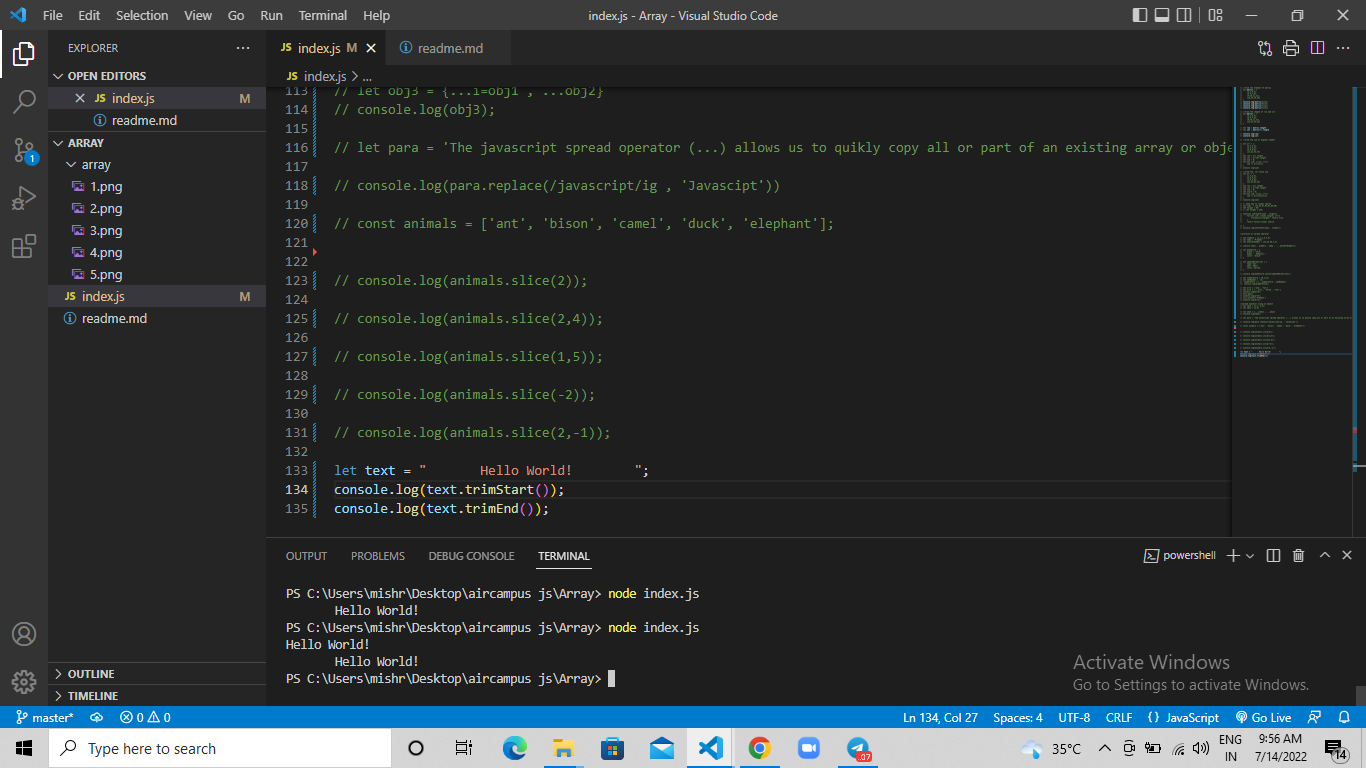 File Edit Selection View Go Run Terminal Help index.js - Array - Visual Studio Code
EXPLORER
OPEN EDITORS
JS index.js M
readme.md
ARRAY
array
1.png
2.png
3.png
4.png
5.png
JS index.js M
readme.md
OUTLINE
TIMELINE
JS index.js M readme.md
JS index.js > ...
113 // let obj3 = {...i=obj1 , ...obj2}
114 // console.log(obj3);
115
116 // let para = 'The javascript spread operator (...) allows us to quikly copy all or part of an existing array or obje
117
118 // console.log(para.replace(/javascript/ig , 'Javascipt'))
119
120 // const animals = ['ant', 'bison', 'camel', 'duck', 'elephant'];
121
122
123 // console.log(animals.slice(2));
124
125 // console.log(animals.slice(2,4));
126
127 // console.log(animals.slice(1,5));
128
129 // console.log(animals.slice(-2));
130
131 // console.log(animals.slice(2,-1));
132
133 let text = "       Hello World!        ";
134 console.log(text.trimStart());
135 console.log(text.trimEnd());
OUTPUT PROBLEMS DEBUG CONSOLE TERMINAL powershell
PS C:\Users\mishr\Desktop\aircampus js\Array> node index.js
       Hello World!
PS C:\Users\mishr\Desktop\aircampus js\Array> node index.js
Hello World!
       Hello World!
PS C:\Users\mishr\Desktop\aircampus js\Array>
Activate Windows
Go to Settings to activate Windows.
1
master* 0 0 Ln 134, Col 27 Spaces: 4 UTF-8 CRLF {} JavaScript Go Live
Type here to search
.07
35°C
ENG
IN
9:56 AM
7/14/2022
14